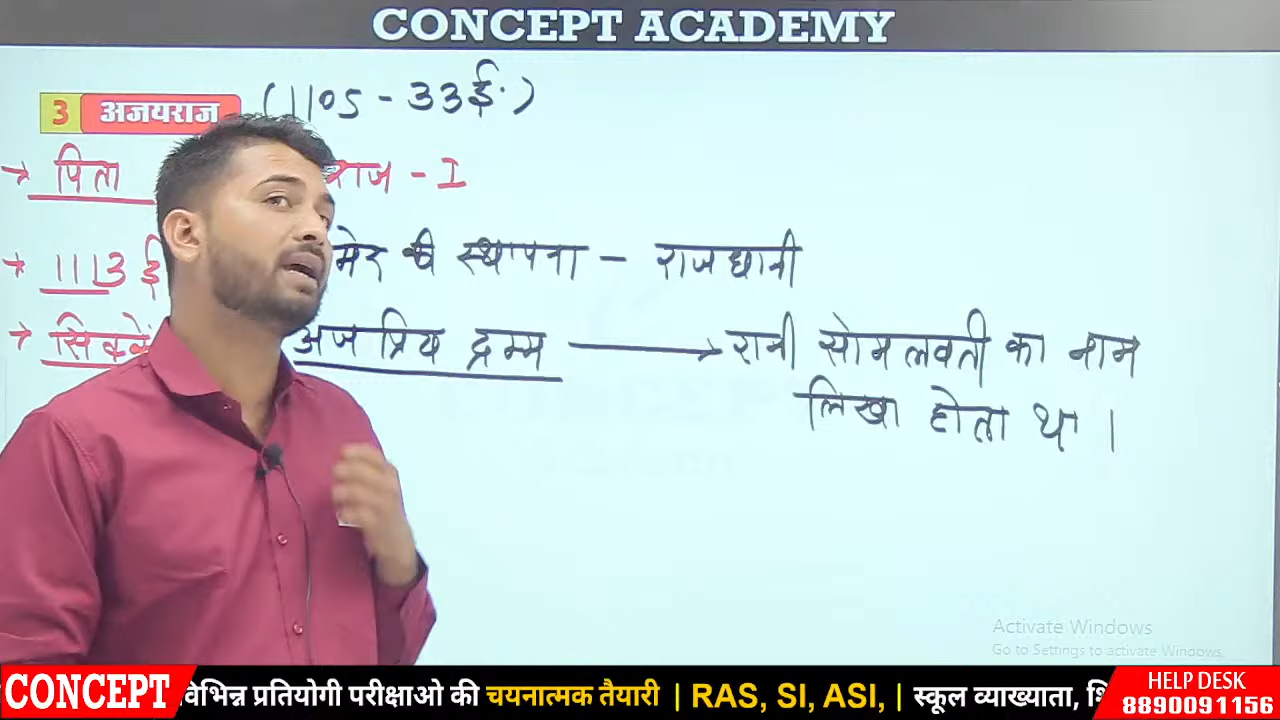 CONCEPT ACADEMY
3 अजयराज (1105 - 33ई.)
→ पिता राज - I
→ 1113 ई मेर की स्थापना - राजधानी
→ सिक्कें अजप्रिय द्रम्म → रानी सोमलवती का नाम
लिखा होता था।
Activate Windows
Go to Settings to activate Windows.
CONCEPT विभिन्न प्रतियोगी परीक्षाओ की चयनात्मक तैयारी | RAS, SI, ASI, | स्कूल व्याख्याता, HELP DESK
8890091156